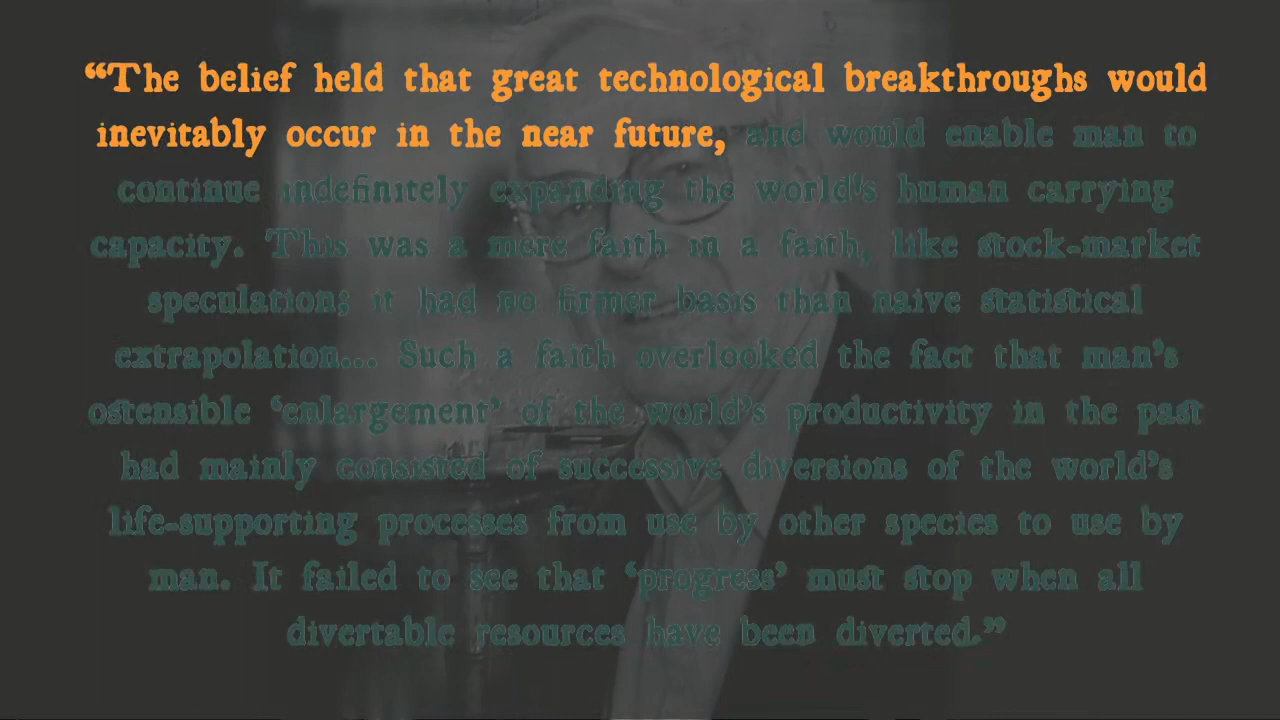 “The belief held that great technological breakthroughs would
inevitably occur in the near future, and would enable man to
continue indefinitely expanding the world's human carrying
capacity. This was a mere faith in a faith, like stock-market
speculation; it had no firmer basis than naive statistical
extrapolation... Such a faith overlooked the fact that man’s
ostensible ‘enlargement’ of the world’s productivity in the past
had mainly consisted of successive diversions of the world’s
life-supporting processes from use by other species to use by
man. It failed to see that ‘progress’ must stop when all
divertable resources have been diverted.”